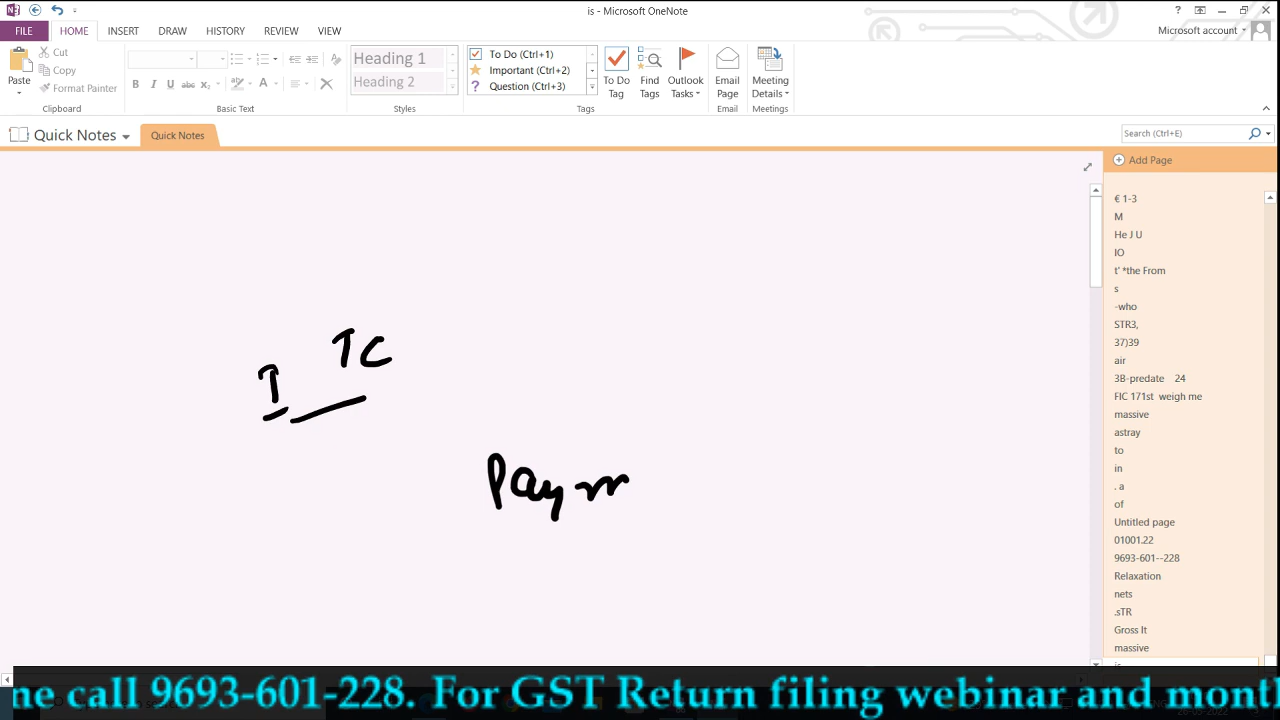 is - Microsoft OneNote
FILE HOME INSERT DRAW HISTORY REVIEW VIEW
Microsoft account
Paste
Cut
Copy
Format Painter
Clipboard
Basic Text
Heading 1
Heading 2
Styles
To Do (Ctrl+1)
Important (Ctrl+2)
Question (Ctrl+3)
Tags
To Do Tag
Find Tags
Outlook Tasks
Email Page
Email
Meeting Details
Meetings
Quick Notes
Quick Notes
Search (Ctrl+E)
Add Page
€ 1-3
M
He J U
IO
t' *the From
s
-who
STR3,
37)39
air
3B-predate 24
FIC 171st weigh me
massive
astray
to
in
. a
of
Untitled page
01001.22
9693-601--228
Relaxation
nets
.sTR
Gross It
massive
is
I TC
Paym
ne call 9693-601-228. For GST Return filing webinar and month